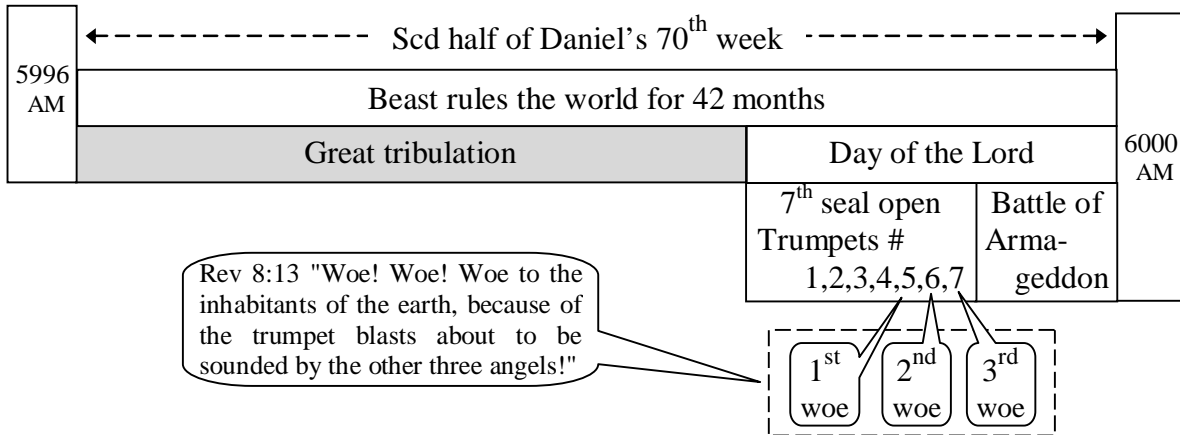 Scd half of Daniel's 70th week
5996
AM
Beast rules the world for 42 months
Great tribulation
Day of the Lord
6000
AM
7th seal open
Trumpets #
1,2,3,4,5,6,7
Battle of
Arma-
geddon
Rev 8:13 "Woe! Woe! Woe to the
inhabitants of the earth, because of
the trumpet blasts about to be
sounded by the other three angels!"
1st
woe
2nd
woe
3rd
woe